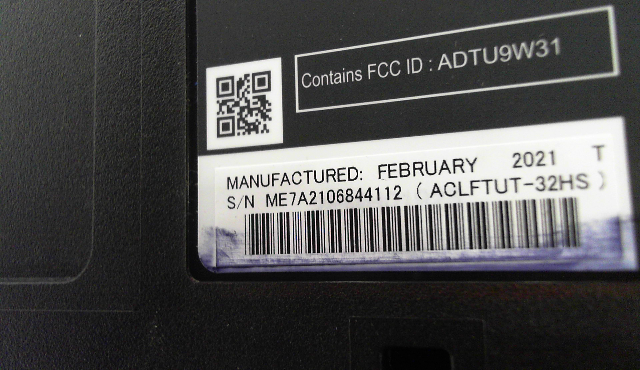 Contains FCC ID : ADTU9W31
MANUFACTURED: FEBRUARY 2021 T
S/N ME7A2106844112 ( ACLFTUT-32HS )